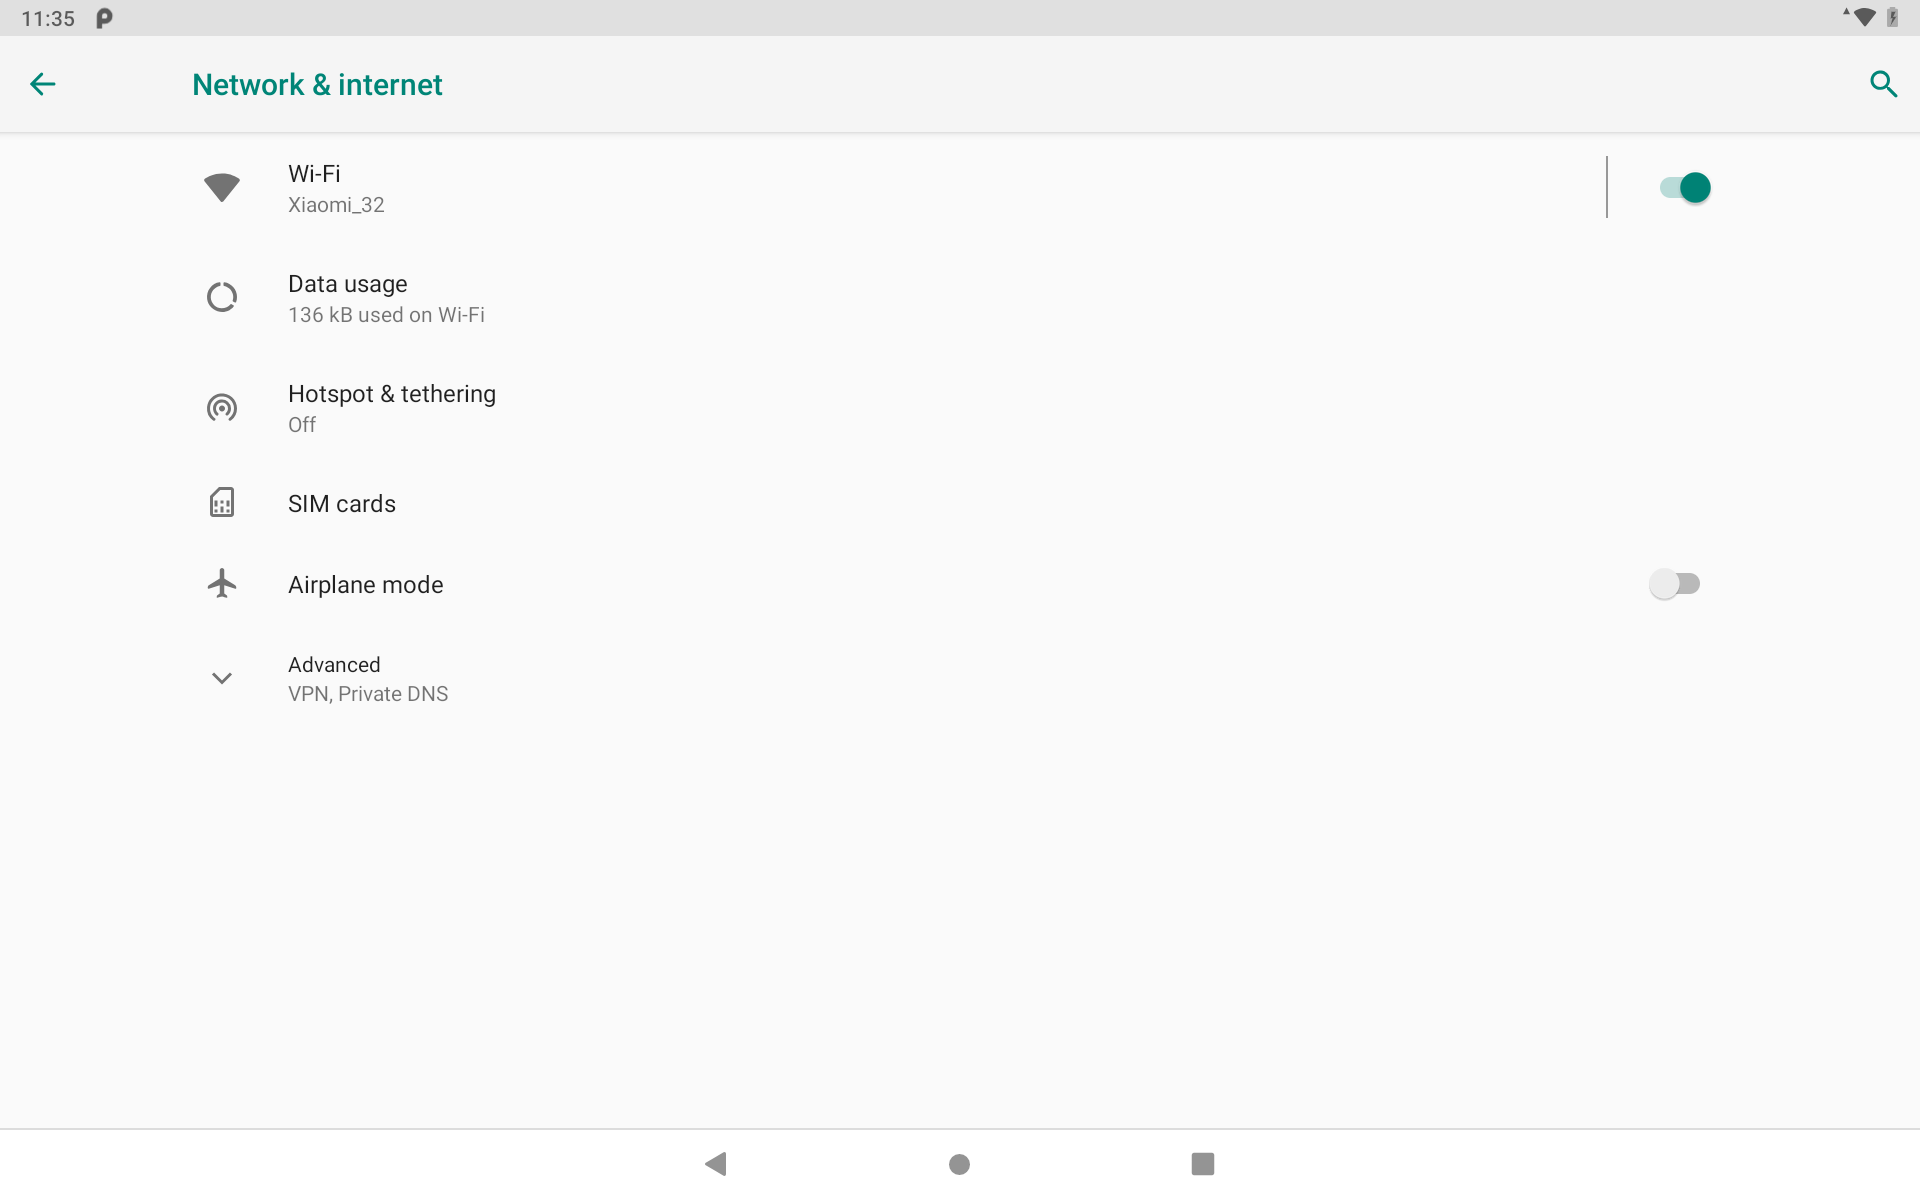 11:35
Network & internet
Wi-Fi
Xiaomi_32
Data usage
136 kB used on Wi-Fi
Hotspot & tethering
Off
SIM cards
Airplane mode
Advanced
VPN, Private DNS